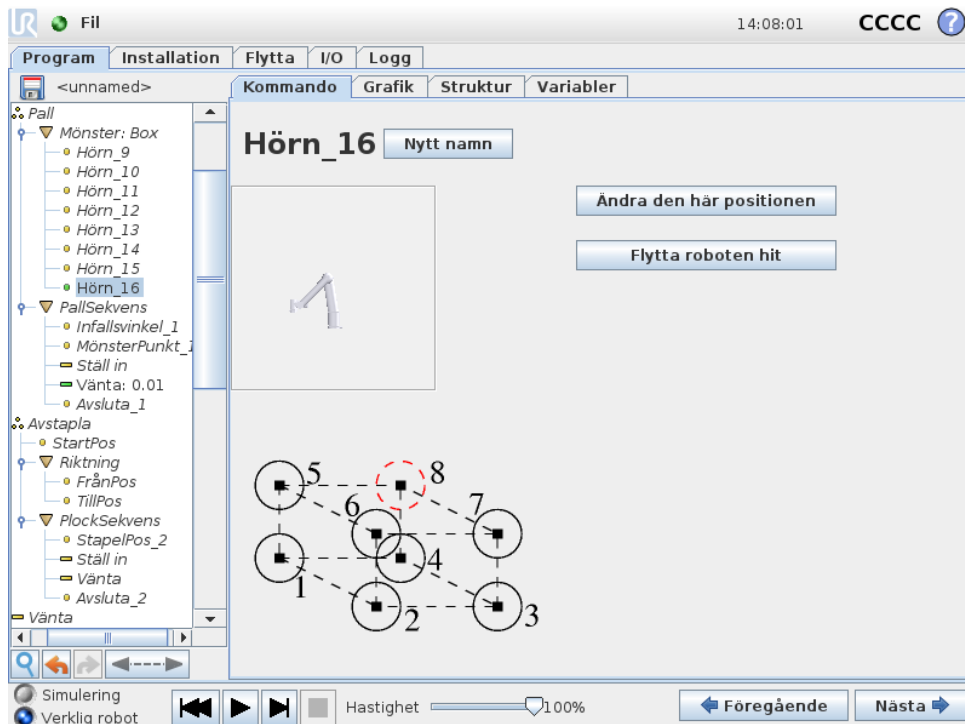 UR Fil 14:08:01 CCCC ?
Program Installation Flytta I/O Logg
<unnamed>
Kommando Grafik Struktur Variabler
Pall
Mönster: Box
Hörn_9
Hörn_10
Hörn_11
Hörn_12
Hörn_13
Hörn_14
Hörn_15
Hörn_16
PallSekvens
Infallsvinkel_1
MönsterPunkt_1
Ställ in
Vänta: 0.01
Avsluta_1
Avstapla
StartPos
Riktning
FrånPos
TillPos
PlockSekvens
StapelPos_2
Ställ in
Vänta
Avsluta_2
Vänta
Hörn_16 Nytt namn
Ändra den här positionen
Flytta roboten hit
5 8
6 7
1 4
2 3
Simulering
Verklig robot
Hastighet 100%
Föregående Nästa